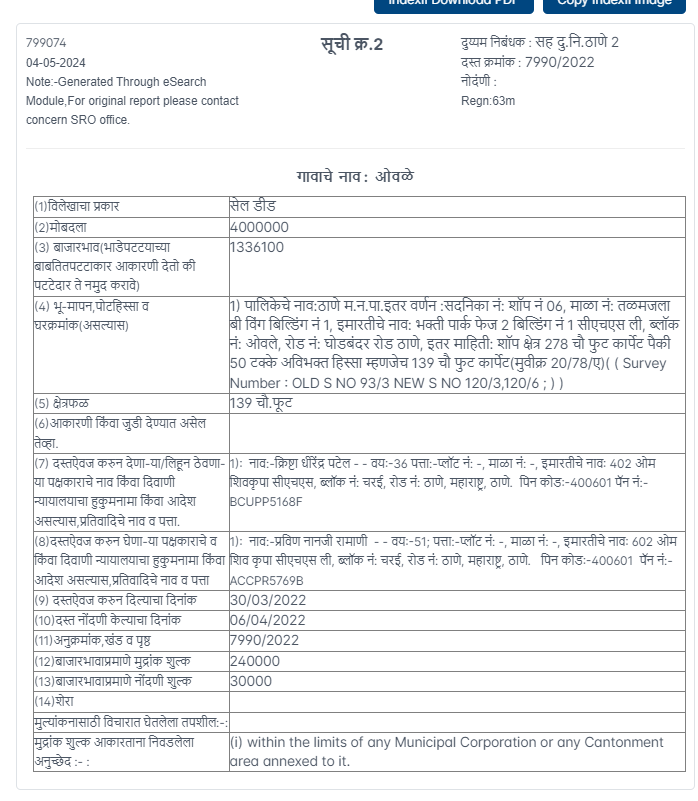 IndexII Download PDF Copy IndexII Image
799074
04-05-2024
Note:-Generated Through eSearch
Module,For original report please contact
concern SRO office.
सूची क्र.2
दुय्यम निबंधक : सह दु.नि.ठाणे 2
दस्त क्रमांक : 7990/2022
नोदंणी :
Regn:63m
गावाचे नाव : ओवळे
(1)विलेखाचा प्रकार
सेल डीड
(2)मोबदला
4000000
(3) बाजारभाव(भाडेपटटयाच्या
बाबतितपटटाकार आकारणी देतो की
पटटेदार ते नमुद करावे)
1336100
(4) भू-मापन,पोटहिस्सा व
घरक्रमांक(असल्यास)
1) पालिकेचे नाव:ठाणे म.न.पा.इतर वर्णन :सदनिका नं: शॉप नं 06, माळा नं: तळमजला
बी विंग बिल्डिंग नं 1, इमारतीचे नाव: भक्ती पार्क फेज 2 बिल्डिंग नं 1 सीएचएस ली, ब्लॉक
नं: ओवले, रोड नं: घोडबंदर रोड ठाणे, इतर माहिती: शॉप क्षेत्र 278 चौ फुट कार्पेट पैकी
50 टक्के अविभक्त हिस्सा म्हणजेच 139 चौ फुट कार्पेट(मुवीक्र 20/78/ए)( ( Survey
Number : OLD S NO 93/3 NEW S NO 120/3,120/6 ; ) )
(5) क्षेत्रफळ
139 चौ.फूट
(6)आकारणी किंवा जुडी देण्यात असेल
तेव्हा.
(7) दस्तऐवज करुन देणा-या/लिहून ठेवणा-
या पक्षकाराचे नाव किंवा दिवाणी
न्यायालयाचा हुकुमनामा किंवा आदेश
असल्यास,प्रतिवादिचे नाव व पत्ता.
1): नाव:-क्रिष्टा धीरेंद्र पटेल - - वय:-36 पत्ता:-प्लॉट नं: -, माळा नं: -, इमारतीचे नावः 402 ओम
शिवकृपा सीएचएस, ब्लॉक नं: चरई, रोड नं: ठाणे, महाराष्ट्र, ठाणे. पिन कोड:-400601 पॅन नं:-
BCUPP5168F
(8)दस्तऐवज करुन घेणा-या पक्षकाराचे व
किंवा दिवाणी न्यायालयाचा हुकुमनामा किंवा
आदेश असल्यास,प्रतिवादिचे नाव व पत्ता
1): नाव:-प्रविण नानजी रामाणी - - वय:-51; पत्ता:-प्लॉट नं: -, माळा नं: -, इमारतीचे नावः 602 ओम
शिव कृपा सीएचएस ली, ब्लॉक नं: चरई, रोड नं: ठाणे, महाराष्ट्र, ठाणे. पिन कोड:-400601 पॅन नं:-
ACCPR5769B
(9) दस्तऐवज करुन दिल्याचा दिनांक
30/03/2022
(10)दस्त नोंदणी केल्याचा दिनांक
06/04/2022
(11)अनुक्रमांक,खंड व पृष्ठ
7990/2022
(12)बाजारभावाप्रमाणे मुद्रांक शुल्क
240000
(13)बाजारभावाप्रमाणे नोंदणी शुल्क
30000
(14)शेरा
मुल्यांकनासाठी विचारात घेतलेला तपशील:-:
मुद्रांक शुल्क आकारताना निवडलेला
अनुच्छेद :- :
(i) within the limits of any Municipal Corporation or any Cantonment
area annexed to it.